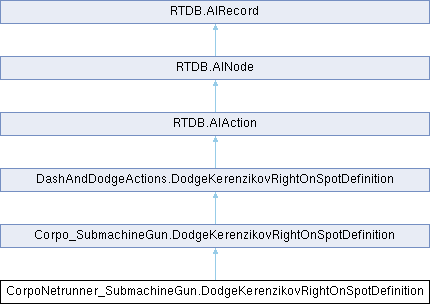 RTDB.AIRecord
RTDB.AINode
RTDB.AIAction
DashAndDodgeActions.DodgeKerenzikovRightOnSpotDefinition
Corpo_SubmachineGun.DodgeKerenzikovRightOnSpotDefinition
CorpoNetrunner_SubmachineGun.DodgeKerenzikovRightOnSpotDefinition